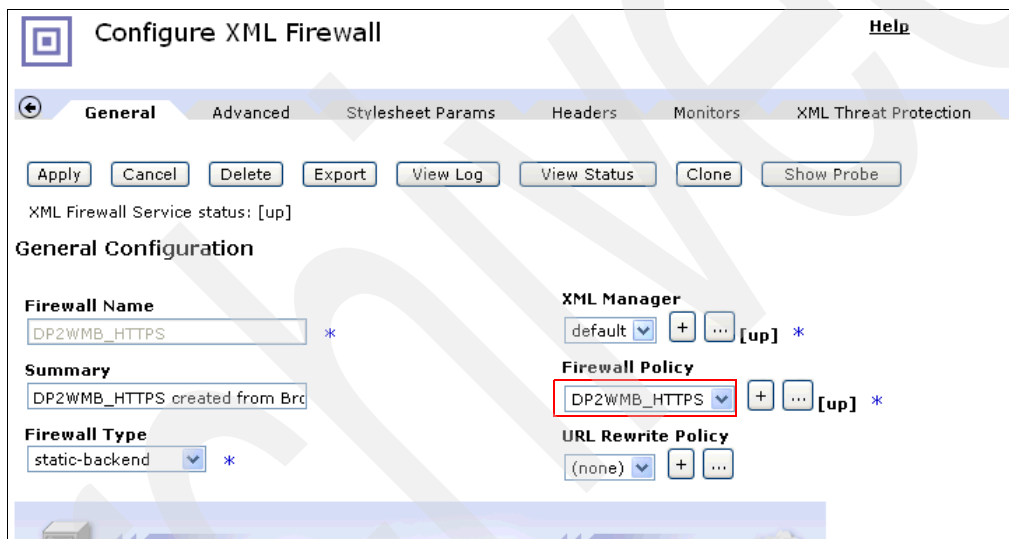 Configure XML Firewall
Help
General Advanced Stylesheet Params Headers Monitors XML Threat Protection
Apply Cancel Delete Export View Log View Status Clone Show Probe
XML Firewall Service status: [up]
General Configuration
Firewall Name
DP2WMB_HTTPS *
Summary
DP2WMB_HTTPS created from Bro
Firewall Type
static-backend *
XML Manager
default + ... [up] *
Firewall Policy
DP2WMB_HTTPS + ... [up] *
URL Rewrite Policy
(none) + ...